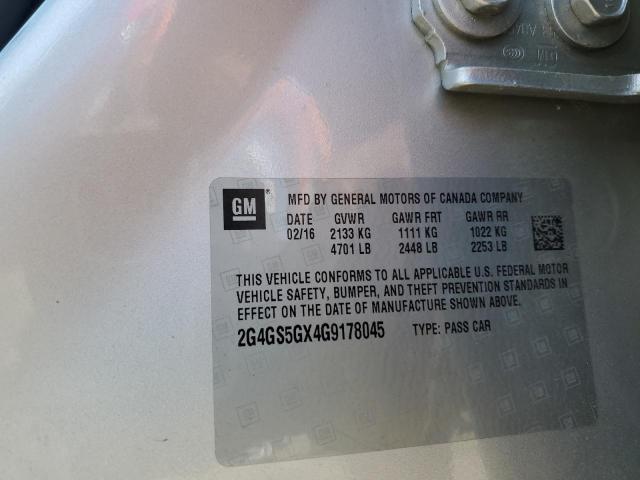 GM
MFD BY GENERAL MOTORS OF CANADA COMPANY
DATE GVWR GAWR FRT GAWR RR
02/16 2133 KG 1111 KG 1022 KG
4701 LB 2448 LB 2253 LB
THIS VEHICLE CONFORMS TO ALL APPLICABLE U.S. FEDERAL MOTOR
VEHICLE SAFETY, BUMPER, AND THEFT PREVENTION STANDARDS IN
EFFECT ON THE DATE OF MANUFACTURE SHOWN ABOVE.
2G4GS5GX4G9178045 TYPE: PASS CAR